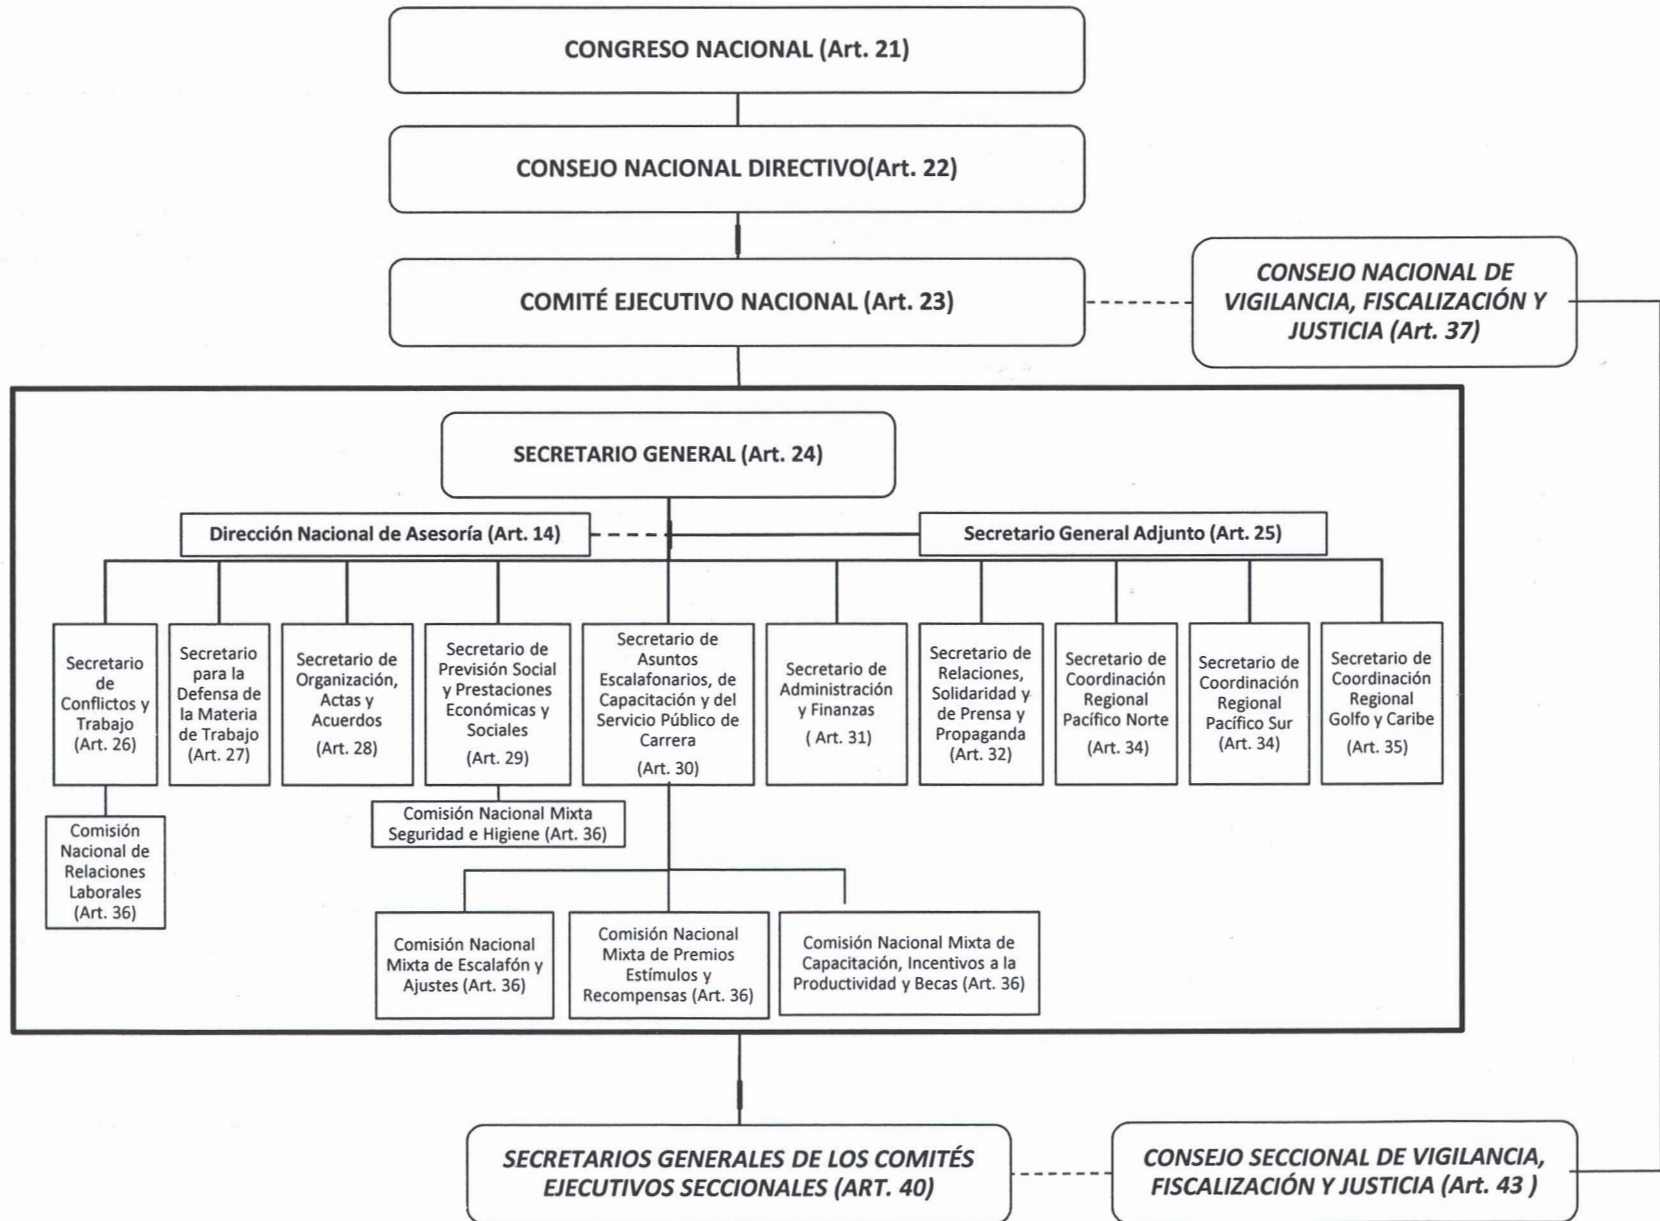 CONGRESO NACIONAL (Art. 21)
CONSEJO NACIONAL DIRECTIVO(Art. 22)
COMITÉ EJECUTIVO NACIONAL (Art. 23)
CONSEJO NACIONAL DE
VIGILANCIA, FISCALIZACIÓN Y
JUSTICIA (Art. 37)
SECRETARIO GENERAL (Art. 24)
Dirección Nacional de Asesoría (Art. 14)
Secretario General Adjunto (Art. 25)
Secretario
de
Conflictos y
Trabajo
(Art. 26)
Secretario
para la
Defensa de
la Materia
de Trabajo
(Art. 27)
Secretario de
Organización,
Actas y
Acuerdos
(Art. 28)
Secretario de
Previsión Social
y Prestaciones
Económicas y
Sociales
(Art. 29)
Secretario de
Asuntos
Escalafonarios, de
Capacitación y del
Servicio Público de
Carrera
(Art. 30)
Secretario de
Administración
y Finanzas
( Art. 31)
Secretario de
Relaciones,
Solidaridad y
de Prensa y
Propaganda
(Art. 32)
Secretario de
Coordinación
Regional
Pacífico Norte
(Art. 34)
Secretario de
Coordinación
Regional
Pacífico Sur
(Art. 34)
Secretario de
Coordinación
Regional
Golfo y Caribe
(Art. 35)
Comisión
Nacional de
Relaciones
Laborales
(Art. 36)
Comisión Nacional Mixta
Seguridad e Higiene (Art. 36)
Comisión Nacional
Mixta de Escalafón y
Ajustes (Art. 36)
Comisión Nacional
Mixta de Premios
Estímulos y
Recompensas (Art. 36)
Comisión Nacional Mixta de
Capacitación, Incentivos a la
Productividad y Becas (Art. 36)
SECRETARIOS GENERALES DE LOS COMITÉS
EJECUTIVOS SECCIONALES (ART. 40)
CONSEJO SECCIONAL DE VIGILANCIA,
FISCALIZACIÓN Y JUSTICIA (Art. 43 )